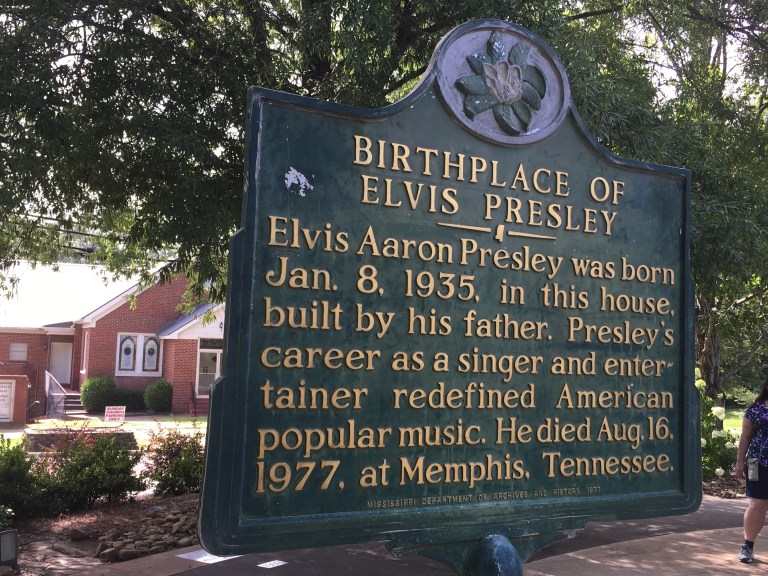 BIRTHPLACE OF
ELVIS PRESLEY
Elvis Aaron Presley was born
Jan. 8, 1935, in this house,
built by his father. Presley's
career as a singer and enter-
tainer redefined American
popular music. He died Aug. 16,
1977, at Memphis, Tennessee.
MISSISSIPPI DEPARTMENT OF ARCHIVES AND HISTORY, 1977